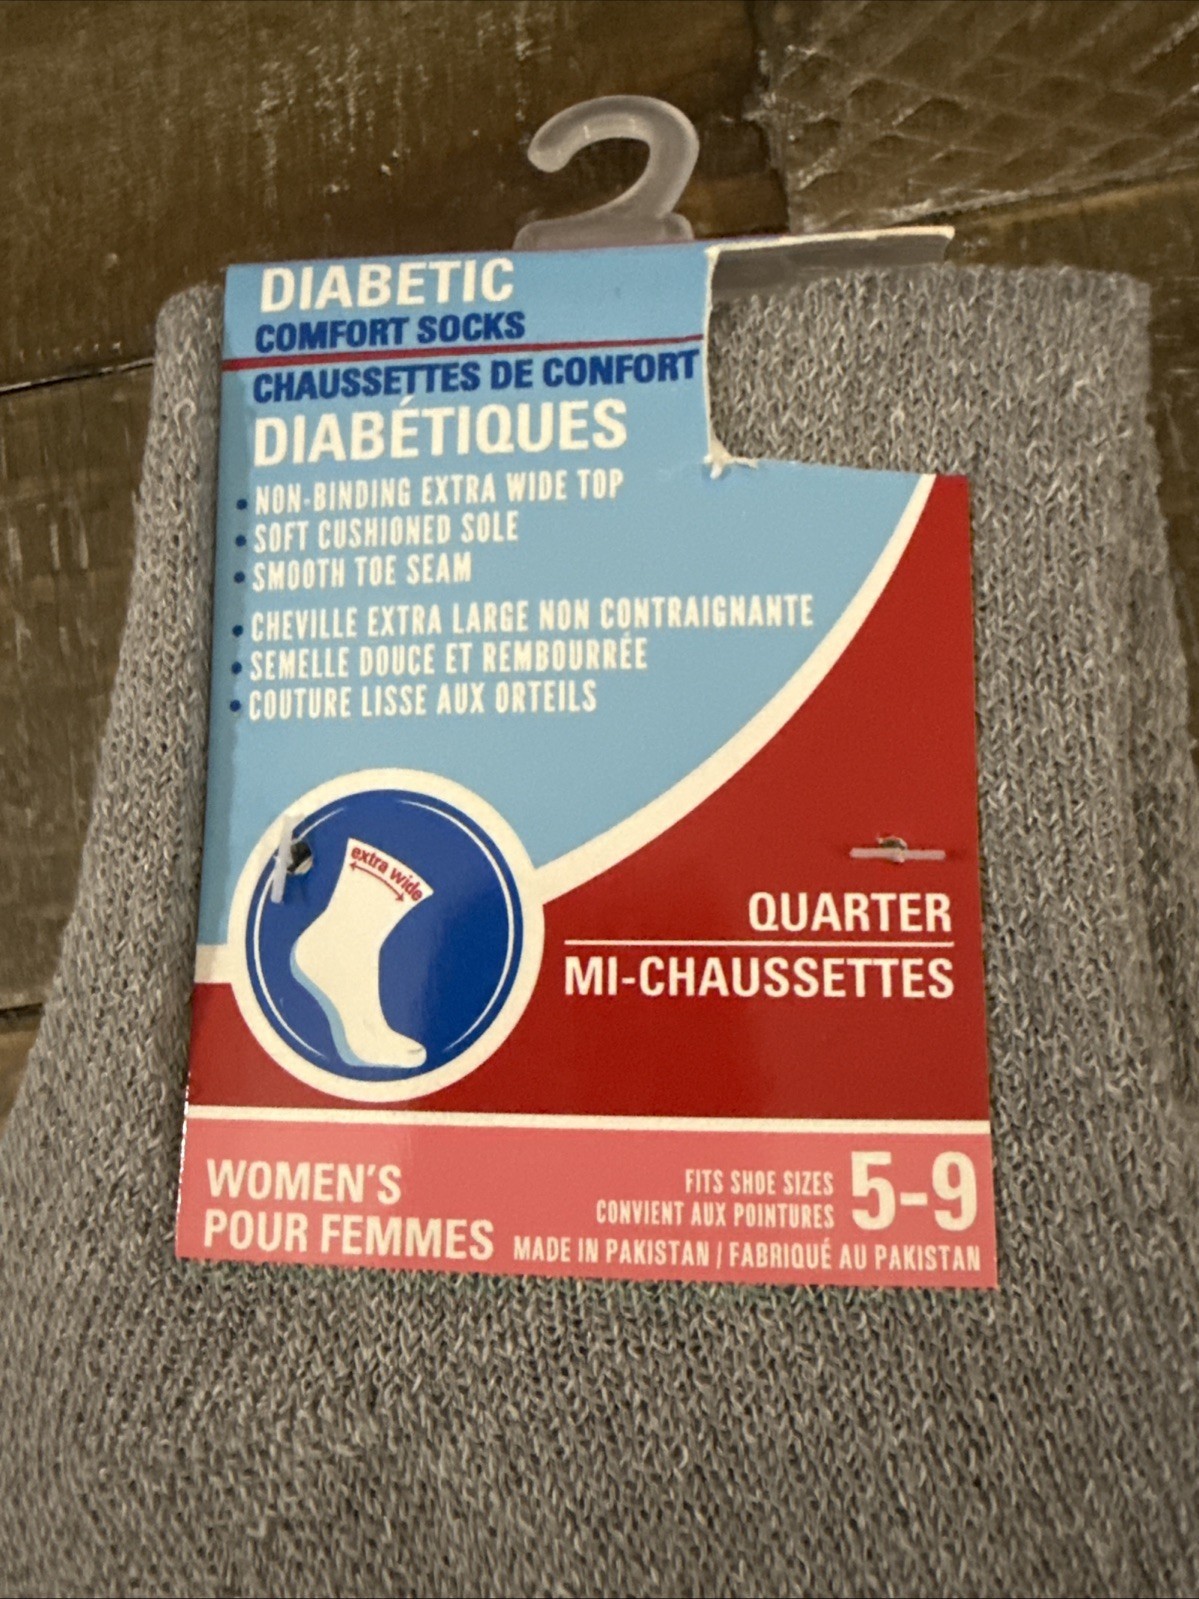 DIABETIC
COMFORT SOCKS
CHAUSSETTES DE CONFORT
DIABÉTIQUES
• NON-BINDING EXTRA WIDE TOP
• SOFT CUSHIONED SOLE
• SMOOTH TOE SEAM
• CHEVILLE EXTRA LARGE NON CONTRAIGNANTE
• SEMELLE DOUCE ET REMBOURRÉE
• COUTURE LISSE AUX ORTEILS
extra wide
QUARTER
MI-CHAUSSETTES
WOMEN'S
POUR FEMMES
FITS SHOE SIZES
CONVIENT AUX POINTURES
5-9
MADE IN PAKISTAN / FABRIQUÉ AU PAKISTAN